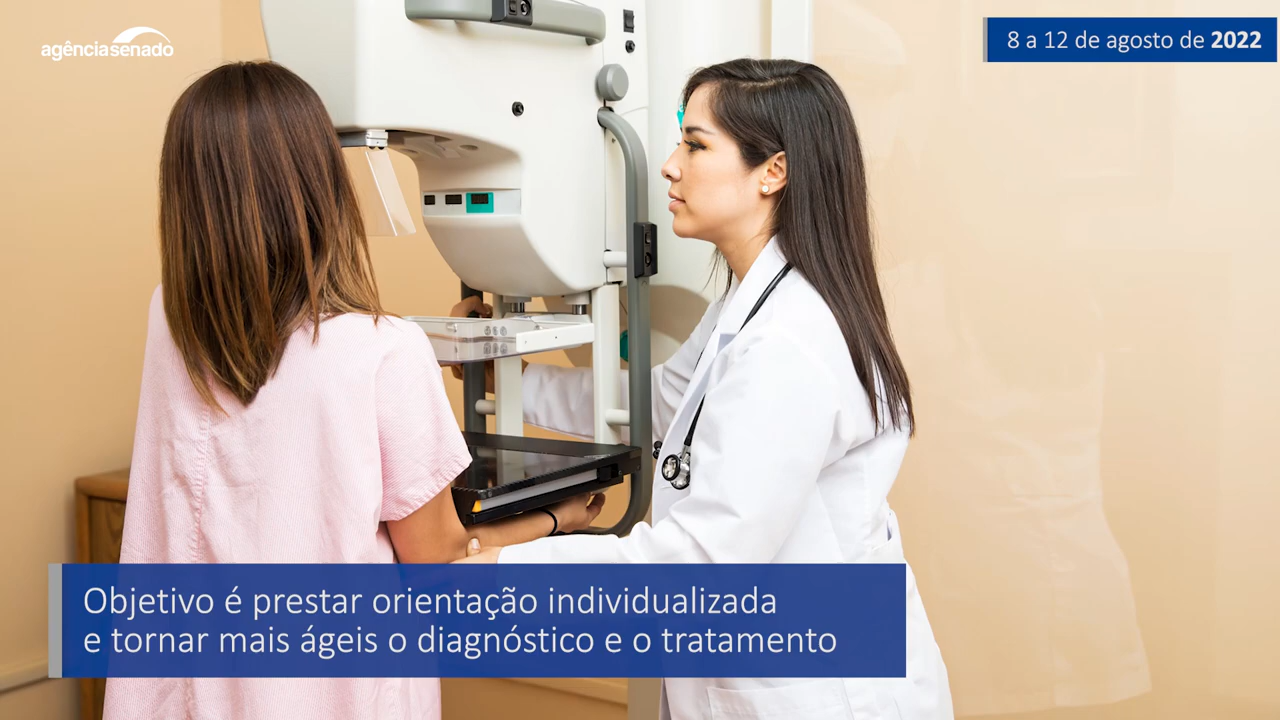 agênciasenado
8 a 12 de agosto de 2022
Objetivo é prestar orientação individualizada
e tornar mais ágeis o diagnóstico e o tratamento